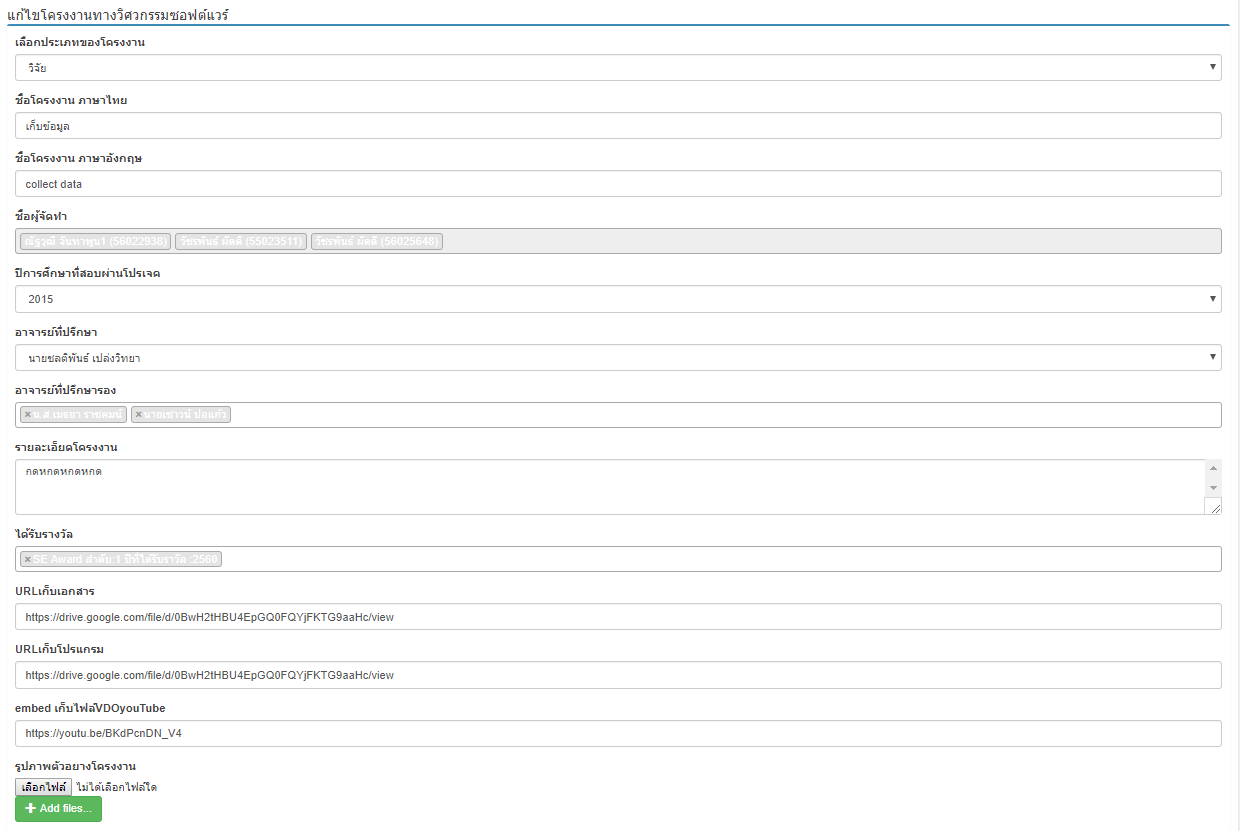 แก้ไขโครงงานทางวิศวกรรมซอฟต์แวร์
เลือกประเภทของโครงงาน
วิจัย
ชื่อโครงงาน ภาษาไทย
เก็บข้อมูล
ชื่อโครงงาน ภาษาอังกฤษ
collect data
ชื่อผู้จัดทำ
ณัฐวุฒิ จันทาพูน1 (56022938) วัชรพันธ์ ผัดดี (55023511) วัชรพันธ์ ผัดดี (56025648)
ปีการศึกษาที่สอบผ่านโปรเจค
2015
อาจารย์ที่ปรึกษา
นายชลติพันธ์ เปล่งวิทยา
อาจารย์ที่ปรึกษารอง
×น.ส.เมธยา ราชคมน์ ×นายเชาวน์ ปอแก้ว
รายละเอียดโครงงาน
กดหกดหกดหกด
ได้รับรางวัล
×SE Award ลำดับ:1 ปีที่ได้รับราวัล :2560
URLเก็บเอกสาร
https://drive.google.com/file/d/0BwH2tHBU4EpGQ0FQYjFKTG9aaHc/view
URLเก็บโปรแกรม
https://drive.google.com/file/d/0BwH2tHBU4EpGQ0FQYjFKTG9aaHc/view
embed เก็บไฟล์VDOyouTube
https://youtu.be/BKdPcnDN_V4
รูปภาพตัวอย่างโครงงาน
เลือกไฟล์ ไม่ได้เลือกไฟล์ใด
+ Add files...